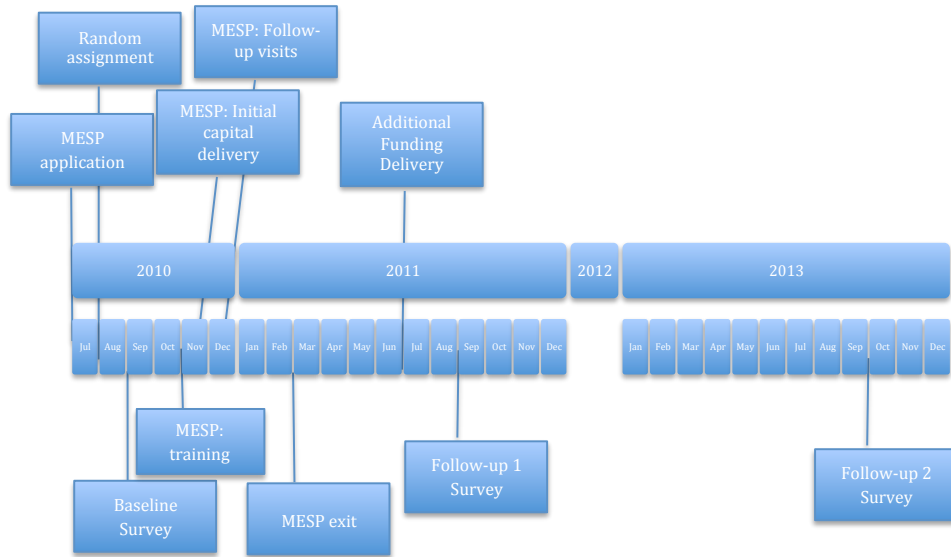 Random
assignment
MESP: Follow-
up visits
MESP
application
MESP: Initial
capital
delivery
Additional
Funding
Delivery
2010
2011
2012
2013
Jul Aug Sep Oct Nov Dec Jan Feb Mar Apr May Jun Jul Aug Sep Oct Nov Dec Jan Feb Mar Apr May Jun Jul Aug Sep Oct Nov Dec
MESP:
training
Baseline
Survey
MESP exit
Follow-up 1
Survey
Follow-up 2
Survey